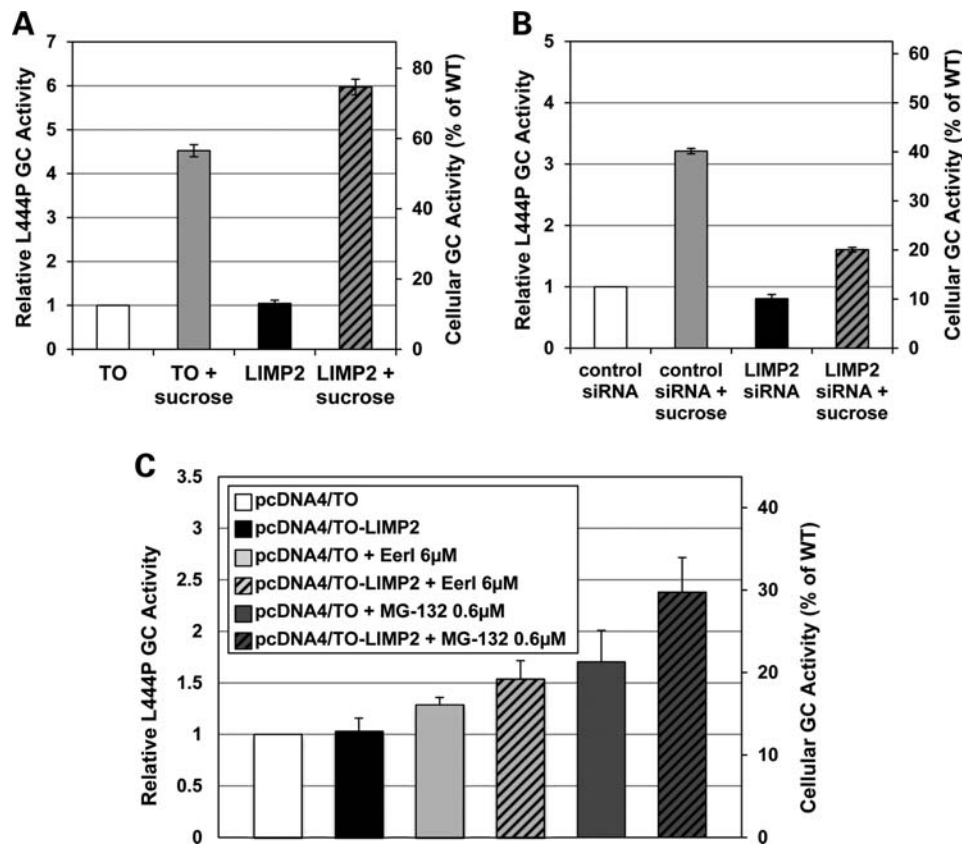 A
Relative L444P GC Activity
7
6
5
4
3
2
1
0
80
60
40
20
0
Cellular GC Activity (% of WT)
TO
TO +
sucrose
LIMP2
LIMP2 +
sucrose
B
Relative L444P GC Activity
5
4
3
2
1
0
60
50
40
30
20
10
0
Cellular GC Activity (% of WT)
control
siRNA
control
siRNA +
sucrose
LIMP2
siRNA
LIMP2
siRNA +
sucrose
C
Relative L444P GC Activity
3.5
3
2.5
2
1.5
1
0.5
0
pcDNA4/TO
pcDNA4/TO-LIMP2
pcDNA4/TO + EerI 6µM
pcDNA4/TO-LIMP2 + EerI 6µM
pcDNA4/TO + MG-132 0.6µM
pcDNA4/TO-LIMP2 + MG-132 0.6µM
40
30
20
10
0
Cellular GC Activity (% of WT)